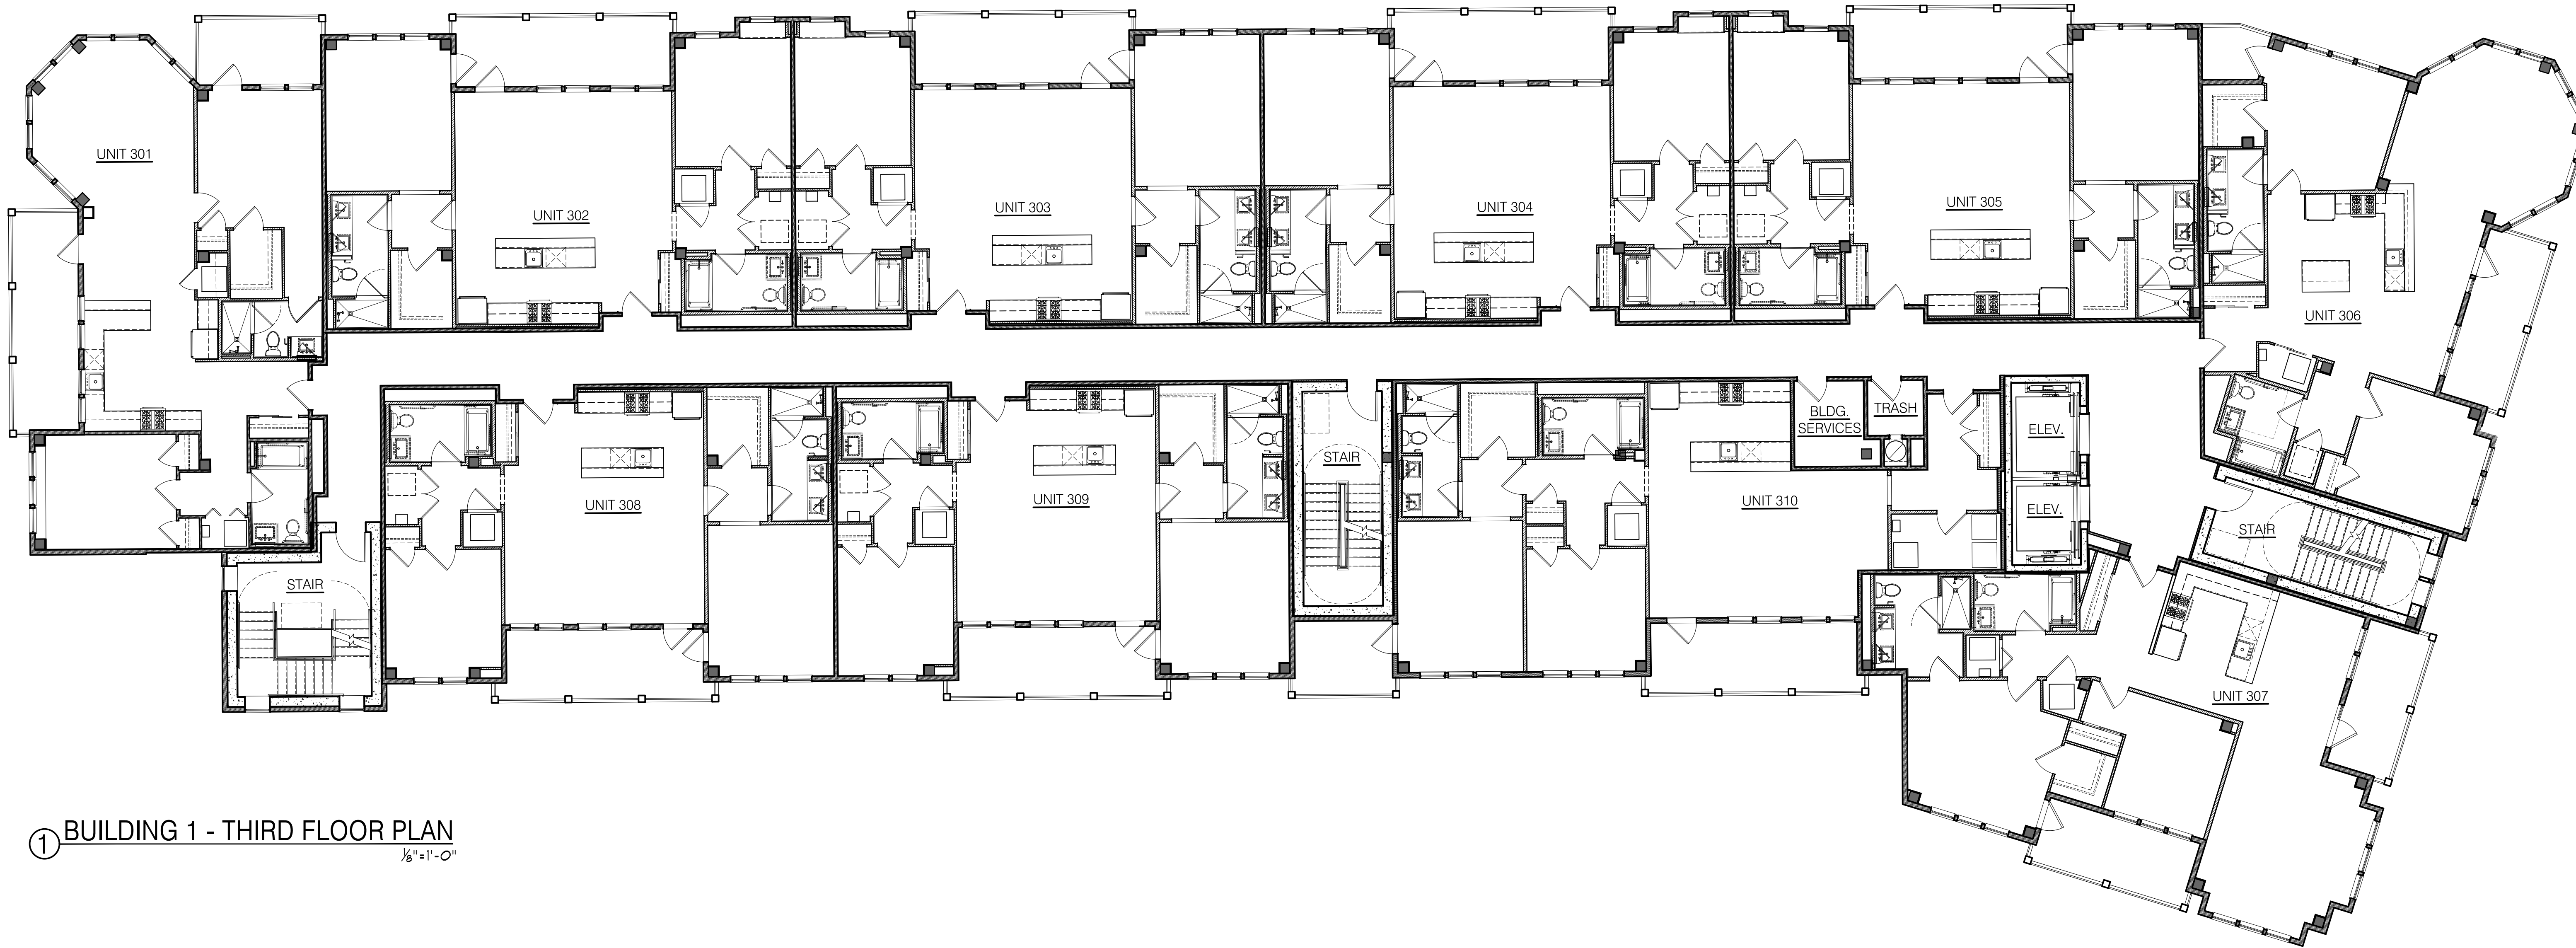 UNIT 301
UNIT 302
UNIT 303
UNIT 304
UNIT 305
UNIT 306
UNIT 308
UNIT 309
STAIR
UNIT 310
BLDG.
SERVICES
TRASH
ELEV.
ELEV.
STAIR
STAIR
UNIT 307
1 BUILDING 1 - THIRD FLOOR PLAN
1/8"=1'-0"